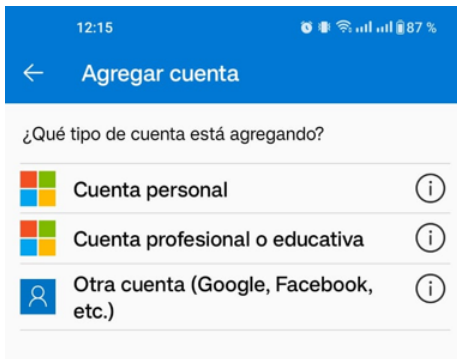 12:15 87 %
Agregar cuenta
¿Qué tipo de cuenta está agregando?
Cuenta personal
Cuenta profesional o educativa
Otra cuenta (Google, Facebook,
etc.)